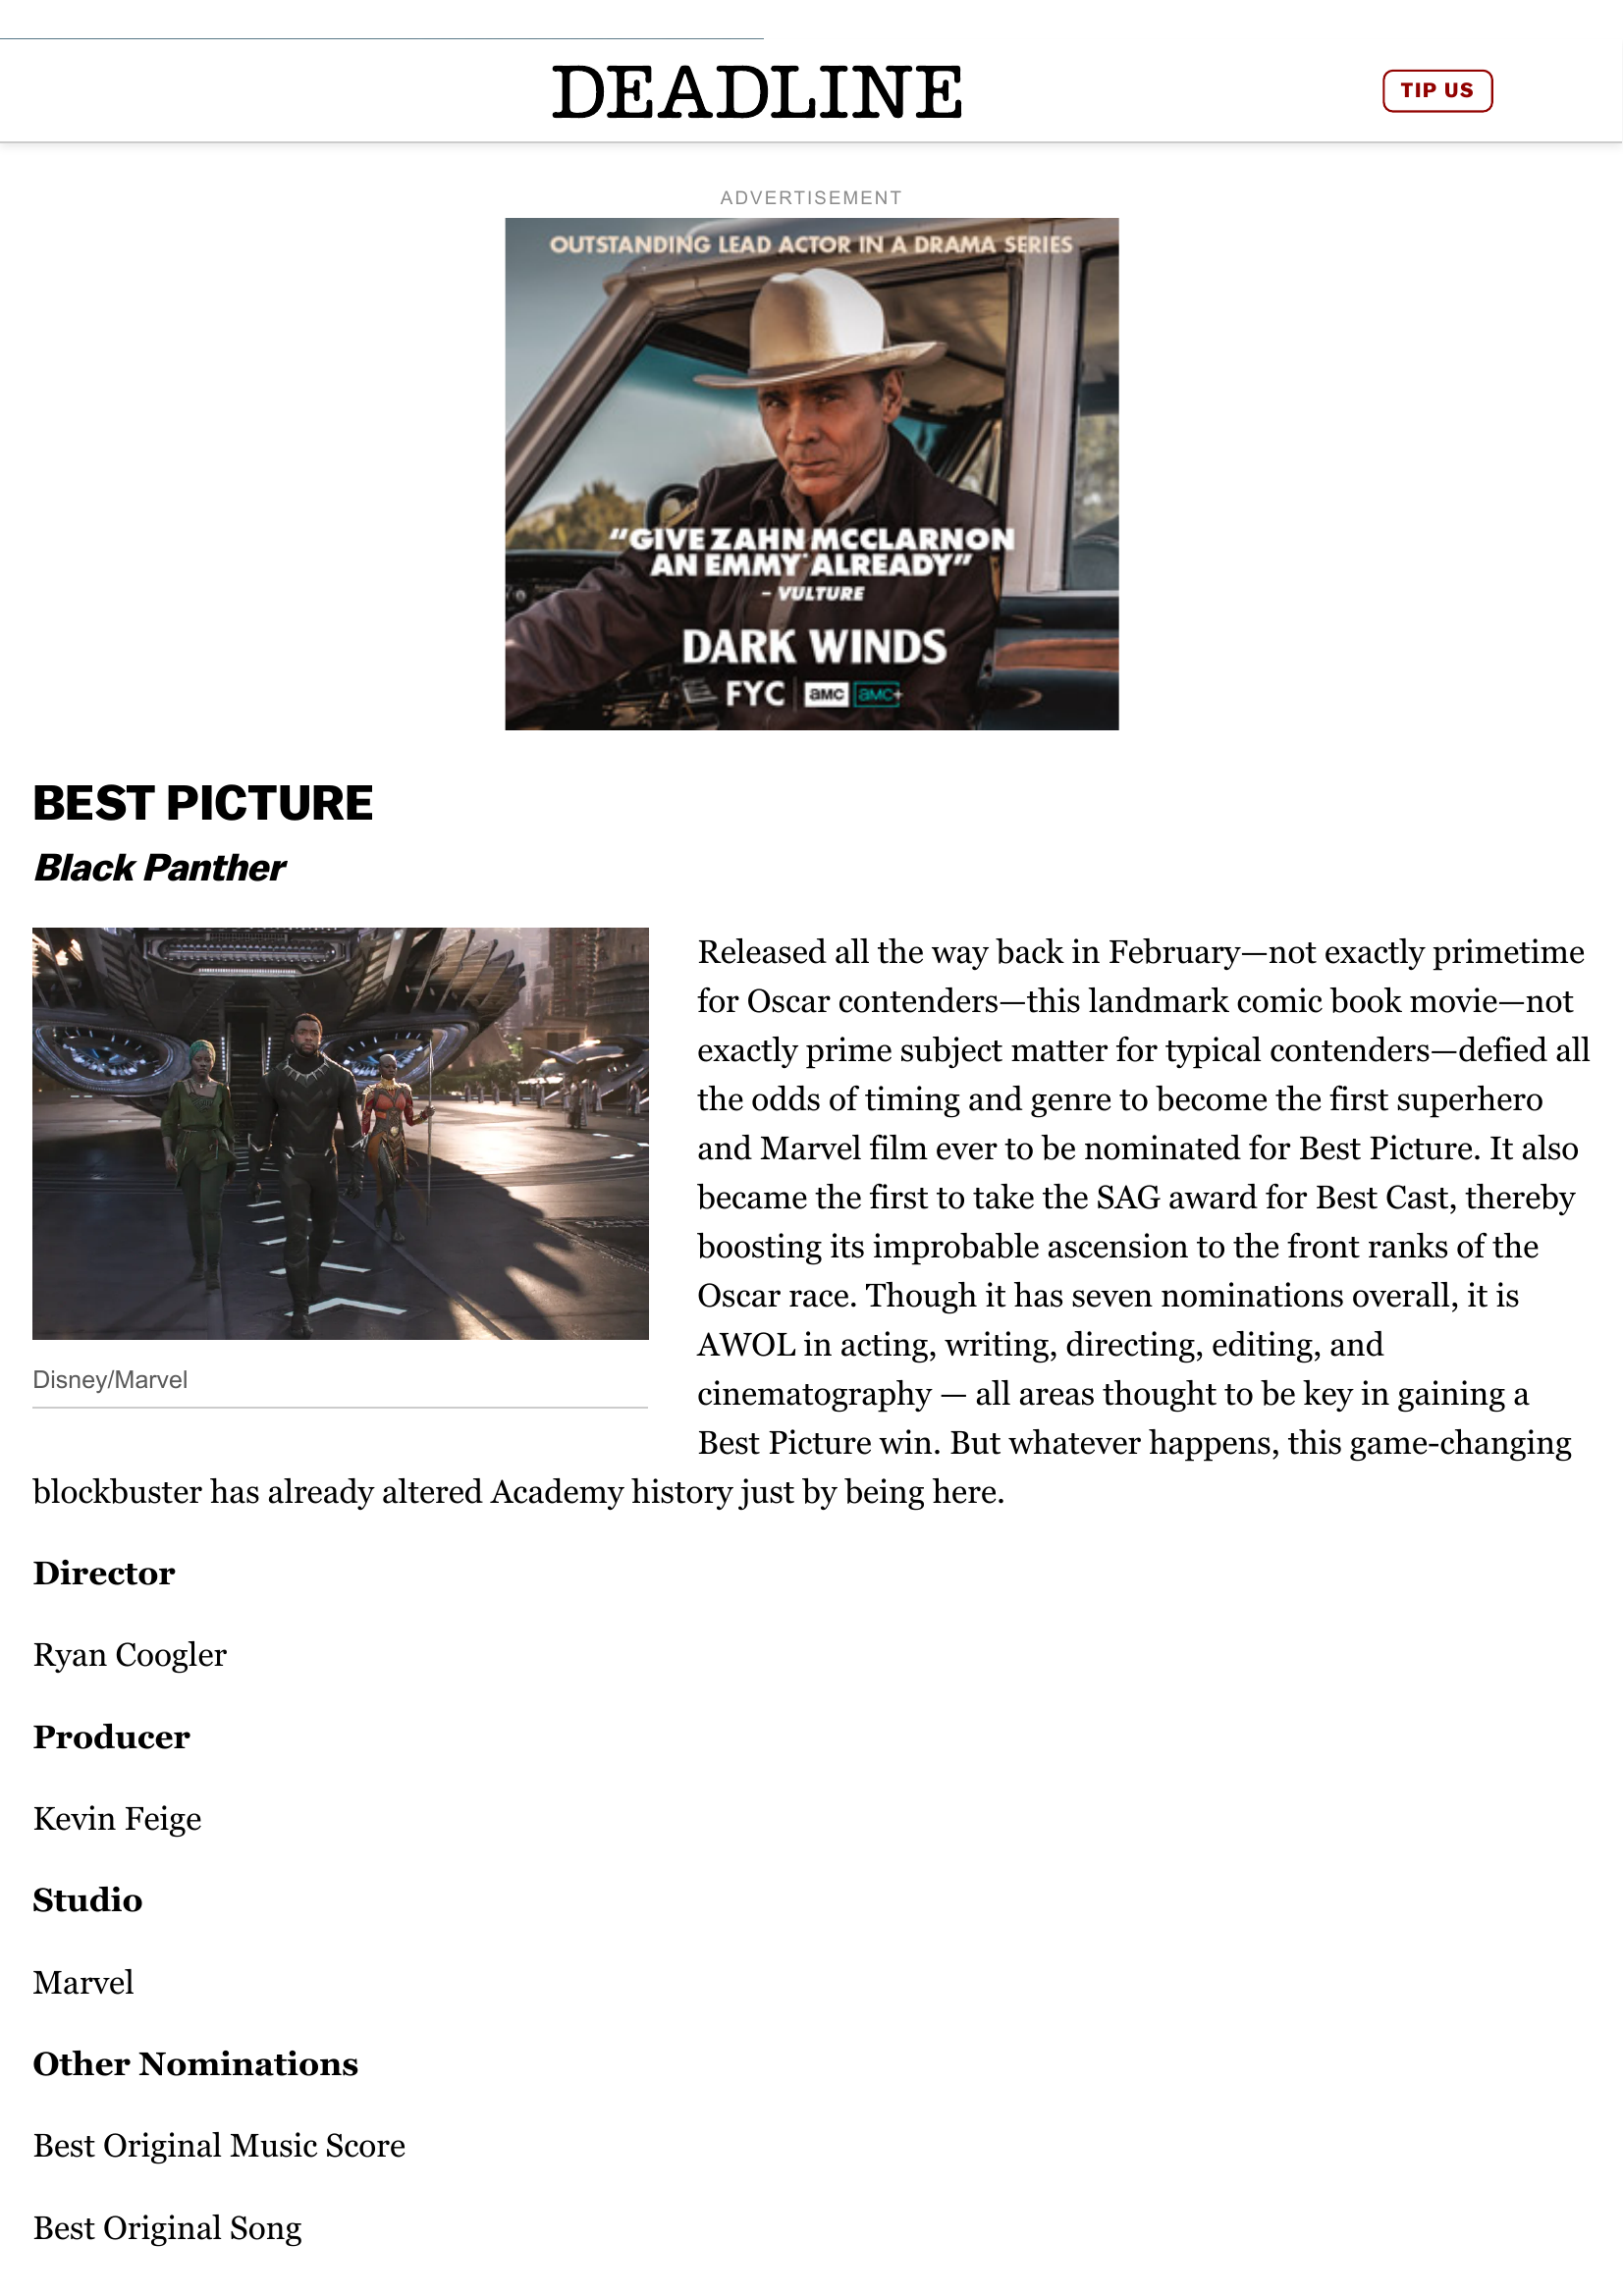 DEADLINE
TIP US
ADVERTISEMENT
OUTSTANDING LEAD ACTOR IN A DRAMA SERIES
“GIVE ZAHN MCCLARNON
AN EMMY ALREADY”
- VULTURE
DARK WINDS
FYC amc amc+
BEST PICTURE
Black Panther
Released all the way back in February—not exactly primetime
for Oscar contenders—this landmark comic book movie—not
exactly prime subject matter for typical contenders—defied all
the odds of timing and genre to become the first superhero
and Marvel film ever to be nominated for Best Picture. It also
became the first to take the SAG award for Best Cast, thereby
boosting its improbable ascension to the front ranks of the
Oscar race. Though it has seven nominations overall, it is
AWOL in acting, writing, directing, editing, and
cinematography — all areas thought to be key in gaining a
Best Picture win. But whatever happens, this game-changing
Disney/Marvel
blockbuster has already altered Academy history just by being here.
Director
Ryan Coogler
Producer
Kevin Feige
Studio
Marvel
Other Nominations
Best Original Music Score
Best Original Song